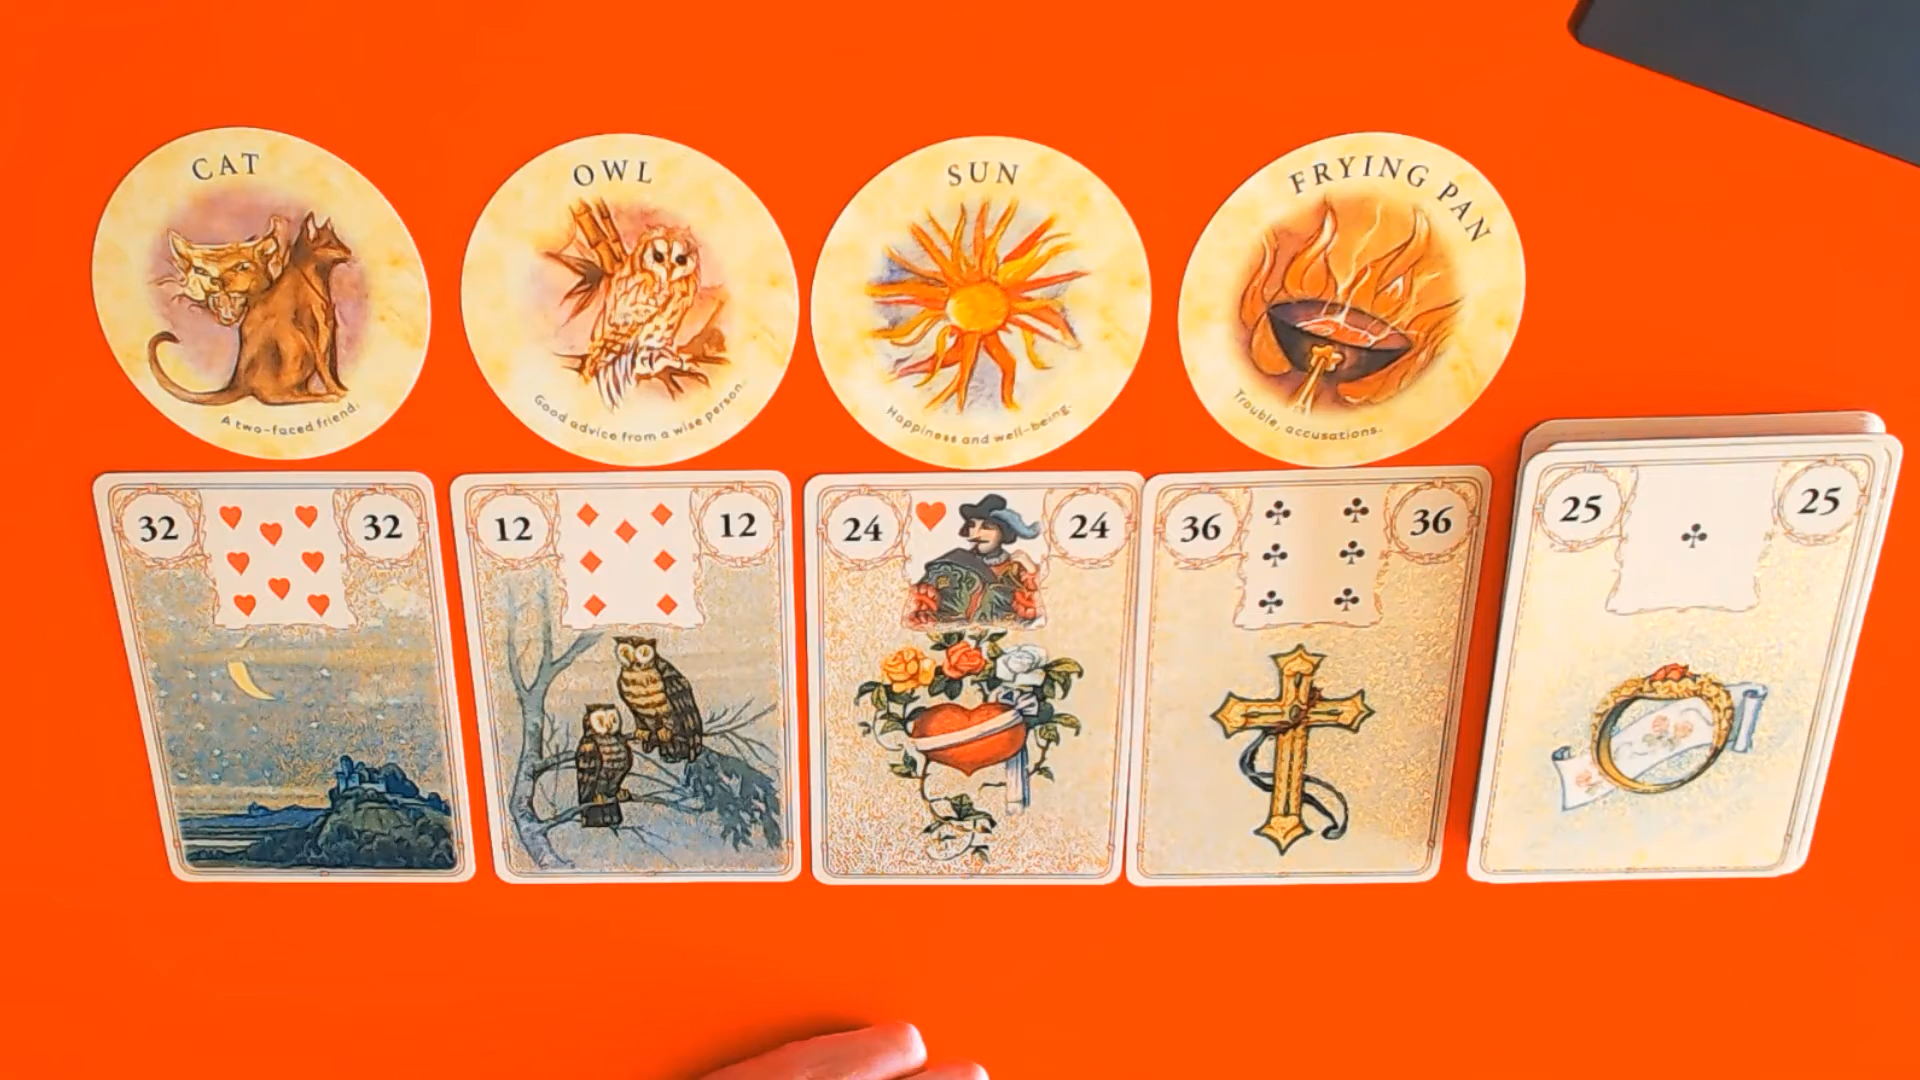 CAT
A two-faced friend.
OWL
Good advice from a wise person.
SUN
Happiness and well-being.
FRYING PAN
Trouble, accusations.
32 32
12 12
24 24
36 36
25 25